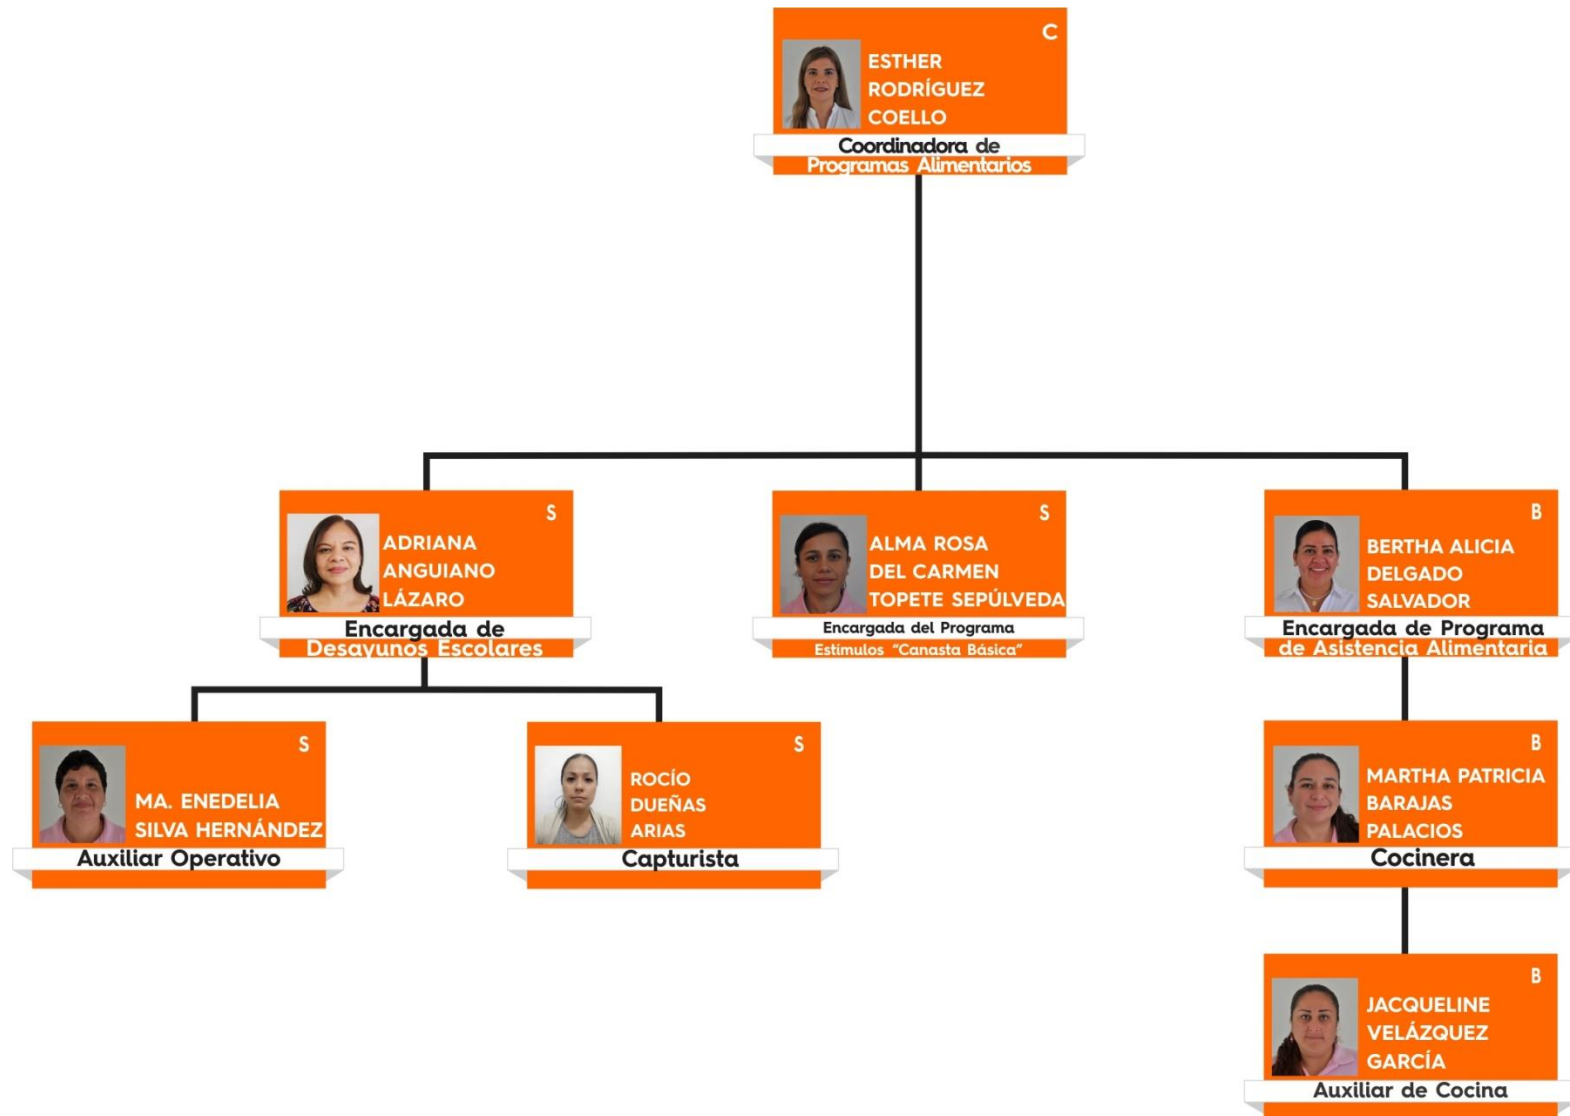 C
ESTHER
RODRÍGUEZ
COELLO
Coordinadora de
Programas Alimentarios
S
ADRIANA
ANGUIANO
LÁZARO
Encargada de
Desayunos Escolares
S
ALMA ROSA
DEL CARMEN
TOPETE SEPÚLVEDA
Encargada del Programa
Estímulos “Canasta Básica”
B
BERTHA ALICIA
DELGADO
SALVADOR
Encargada de Programa
de Asistencia Alimentaria
S
MA. ENEDELIA
SILVA HERNÁNDEZ
Auxiliar Operativo
S
ROCÍO
DUEÑAS
ARIAS
Capturista
B
MARTHA PATRICIA
BARAJAS
PALACIOS
Cocinera
B
JACQUELINE
VELÁZQUEZ
GARCÍA
Auxiliar de Cocina